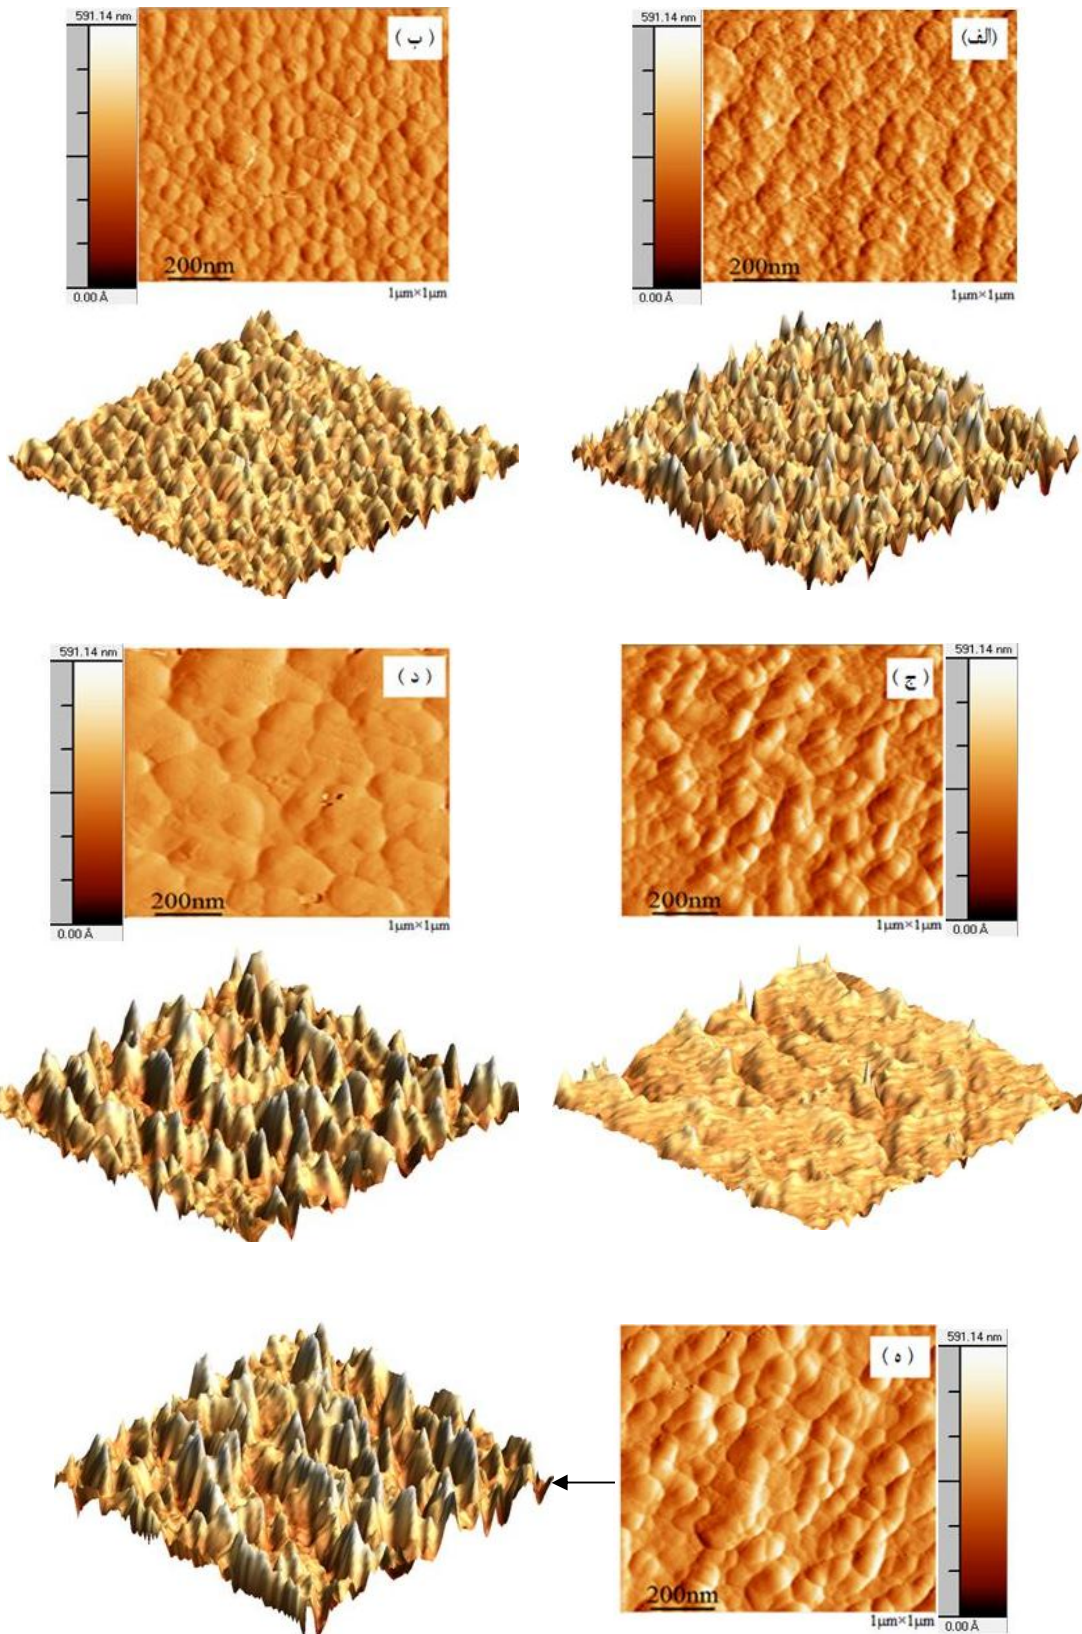 591.14 nm
(الف)
200nm
0.00 Å
1µm×1µm
591.14 nm
( ب )
200nm
0.00 Å
1µm×1µm
591.14 nm
( ج )
200nm
0.00 Å
1µm×1µm
591.14 nm
( د )
200nm
0.00 Å
1µm×1µm
591.14 nm
( ه )
200nm
0.00 Å
1µm×1µm